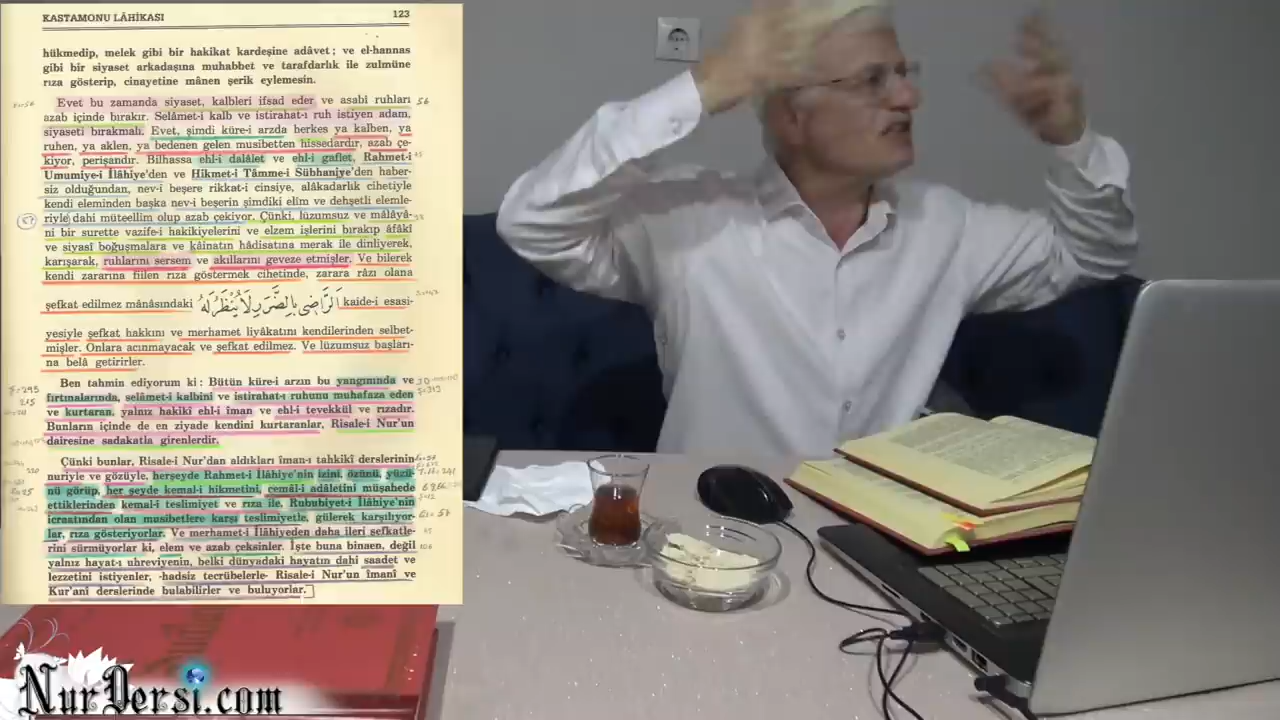 KASTAMONU LÂHİKASI 123
hükmedip, melek gibi bir hakikat kardeşine adâvet; ve el-hannas
gibi bir siyaset arkadaşına muhabbet ve tarafdarlık ile zulmüne
rıza gösterip, cinayetine mânen şerik eylemesin.
Evet bu zamanda siyaset, kalbleri ifsad eder ve asabî ruhları
azab içinde bırakır. Selâmet-i kalb ve istirahat-ı ruh istiyen adam,
siyaseti bırakmalı. Evet, şimdi küre-i arzda herkes ya kalben, ya
ruhen, ya aklen, ya bedenen gelen musibetten hissedardır, azab çe-
kiyor, perişandır. Bilhassa ehl-i dalâlet ve ehl-i gaflet, Rahmet-i
Umumiye-i İlâhiye'den ve Hikmet-i Tâmme-i Sübhaniye'den haber-
siz olduğundan, nev-i beşere rikkat-i cinsiye, alâkadarlık cihetiyle
kendi eleminden başka nev-i beşerin şimdiki elîm ve dehşetli elemle-
riyle dahi müteellim olup azab çekiyor. Çünki, lüzumsuz ve mâlâyâ-
ni bir surette vazife-i hakikiyelerini ve elzem işlerini bırakıp âfâkî
ve siyasî boğuşmalara ve kâinatın hâdisatına merak ile dinliyerek,
karışarak, ruhlarını sersem ve akıllarını geveze etmişler. Ve bilerek
kendi zararına fiilen rıza göstermek cihetinde, zarara râzı olana
şefkat edilmez mânâsındaki اَلرَّاضِى بِالضَّرَرِ لَا يُنْظَرُ لَهُ kaide-i esasi-
yesiyle şefkat hakkını ve merhamet liyâkatını kendilerinden selbet-
mişler. Onlara acınmayacak ve şefkat edilmez. Ve lüzumsuz başları-
na belâ getirirler.
Ben tahmin ediyorum ki: Bütün küre-i arzın bu yangınında ve
fırtınalarında, selâmet-i kalbini ve istirahat-ı ruhunu muhafaza eden
ve kurtaran, yalnız hakikî ehl-i îman ve ehl-i tevekkül ve rızadır.
Bunların içinde de en ziyade kendini kurtaranlar, Risale-i Nur'un
dairesine sadakatla girenlerdir.
Çünki bunlar, Risale-i Nur'dan aldıkları îman-ı tahkikî derslerinin
nuriyle ve gözüyle, herşeyde Rahmet-i İlâhiye'nin izini, özünü, yüzü-
nü görüp, her şeyde kemal-i hikmetini, cemâl-i adâletini müşahede
ettiklerinden kemal-i teslimiyet ve rıza ile, Rububiyet-i İlâhiye'nin
icraatından olan musibetlere karşı teslimiyetle, gülerek karşılıyor-
lar, rıza gösteriyorlar. Ve merhamet-i İlâhiyeden daha ileri şefkatle-
rini sürmüyorlar ki, elem ve azab çeksinler. İşte buna binaen, değil
yalnız hayat-ı uhreviyenin, belki dünyadaki hayatın dahi saadet ve
lezzetini istiyenler, -hadsiz tecrübelerle- Risale-i Nur'un îmanî ve
Kur'anî derslerinde bulabilirler ve buluyorlar.
NurDersi.com